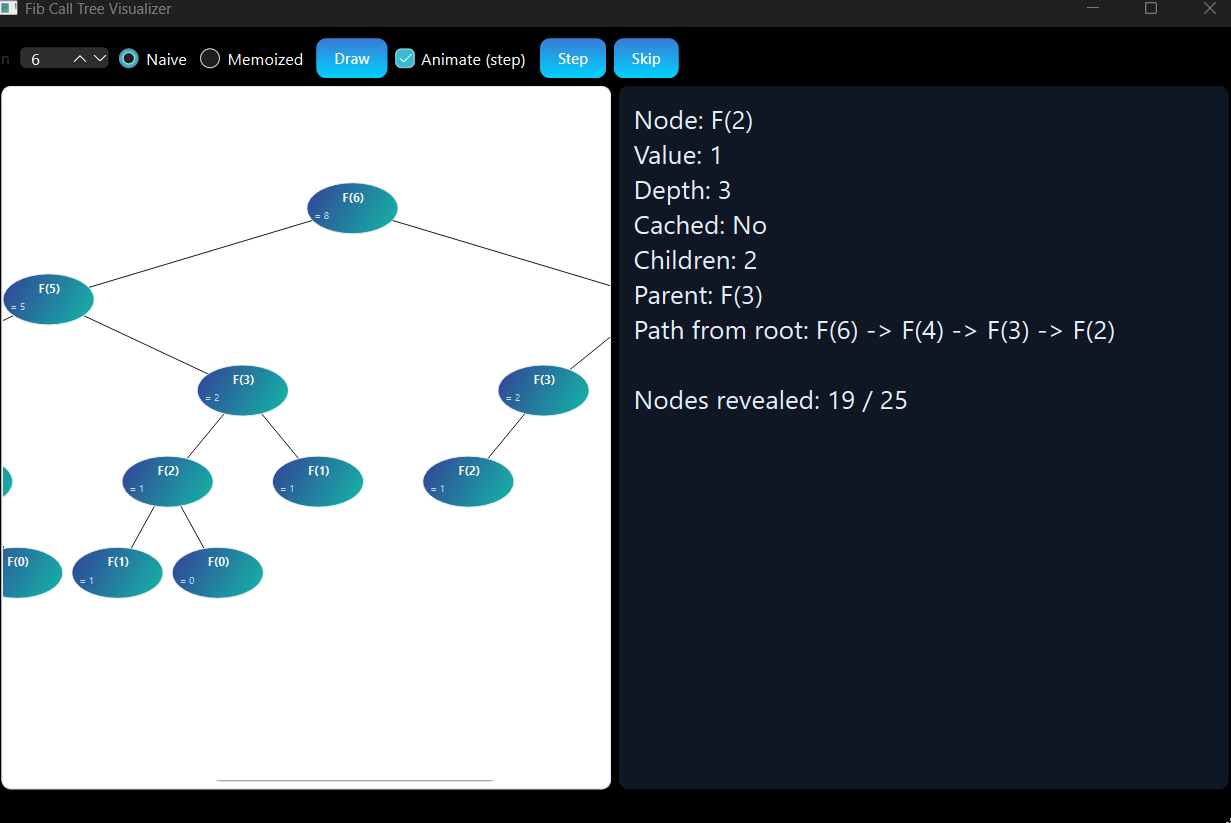 Fib Call Tree Visualizer
n 6 Naive Memoized Draw Animate (step) Step Skip
F(6)
= 8
F(5)
= 5
F(3)
= 2
F(3)
= 2
F(2)
= 1
F(1)
= 1
F(2)
= 1
F(0)
F(1)
= 1
F(0)
= 0
Node: F(2)
Value: 1
Depth: 3
Cached: No
Children: 2
Parent: F(3)
Path from root: F(6) -> F(4) -> F(3) -> F(2)
Nodes revealed: 19 / 25